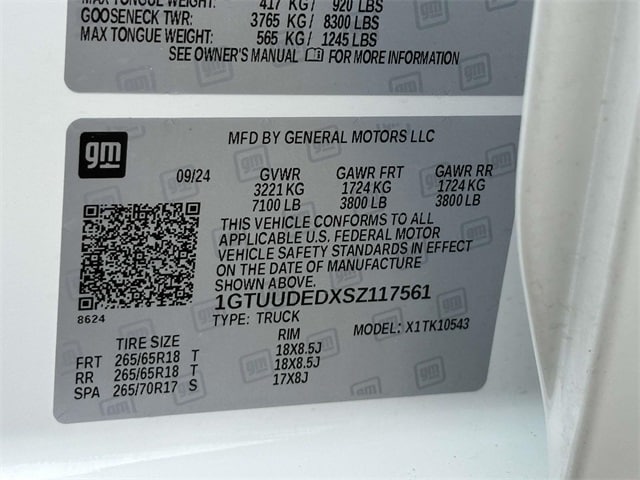 MAX TONGUE WEIGHT: 417 KG/ 920 LBS
GOOSENECK TWR: 3765 KG/ 8300 LBS
MAX TONGUE WEIGHT: 565 KG/ 1245 LBS
SEE OWNER'S MANUAL FOR MORE INFORMATION
gm
MFD BY GENERAL MOTORS LLC
09/24 GVWR GAWR FRT GAWR RR
3221 KG 1724 KG 1724 KG
7100 LB 3800 LB 3800 LB
THIS VEHICLE CONFORMS TO ALL
APPLICABLE U.S. FEDERAL MOTOR
VEHICLE SAFETY STANDARDS IN EFFECT
ON THE DATE OF MANUFACTURE
SHOWN ABOVE.
1GTUUDEDXSZ117561
8624
TYPE: TRUCK MODEL: X1TK10543
TIRE SIZE RIM
FRT 265/65R18 T 18X8.5J
RR 265/65R18 T 18X8.5J
SPA 265/70R17 S 17X8J